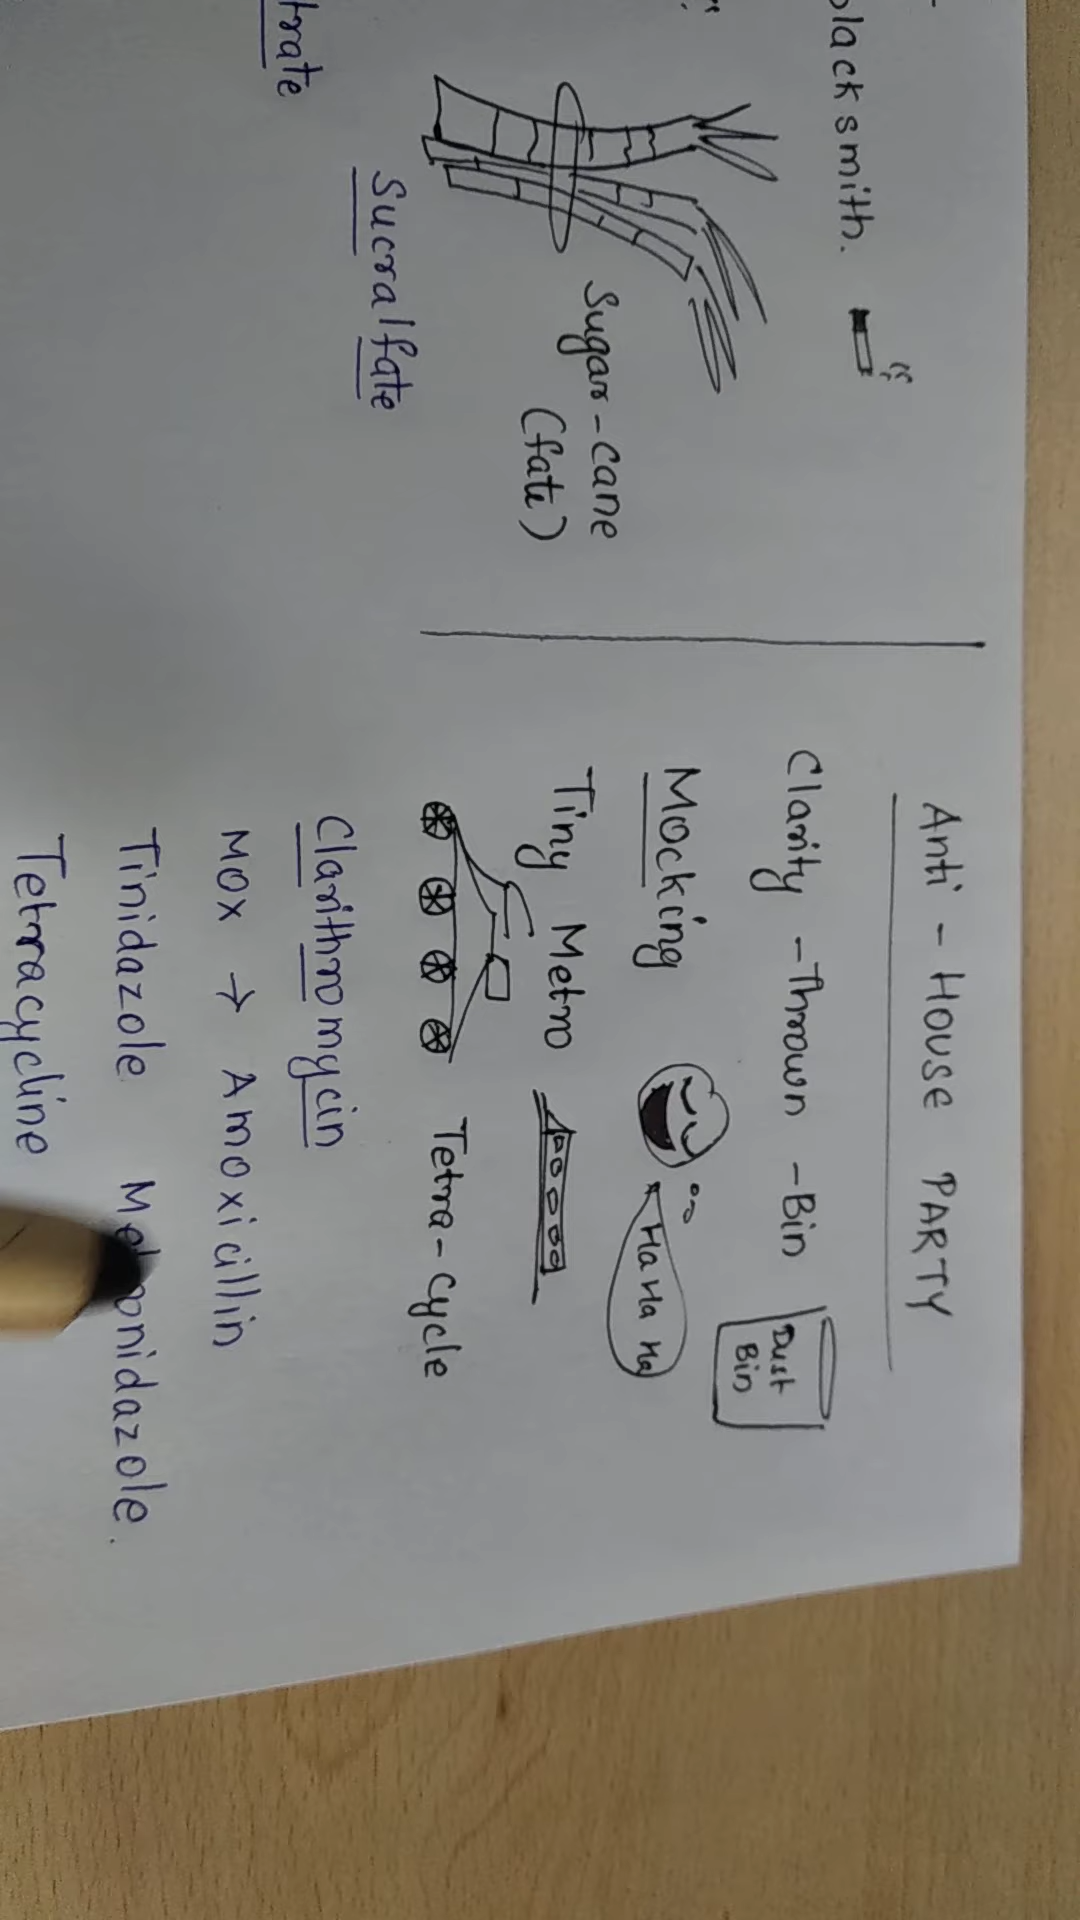 blacksmith.
Sugar-cane
(fate)
Sucralfate
trate
Anti-HOUSE PARTY
Clarity -Thrown -Bin
Dust
Bin
Mocking
Ha Ha Ha
Tiny Metro
Tetra-cycle
Clarithromycin
MOX → Amoxicillin
Tinidazole Metronidazole.
Tetracycline